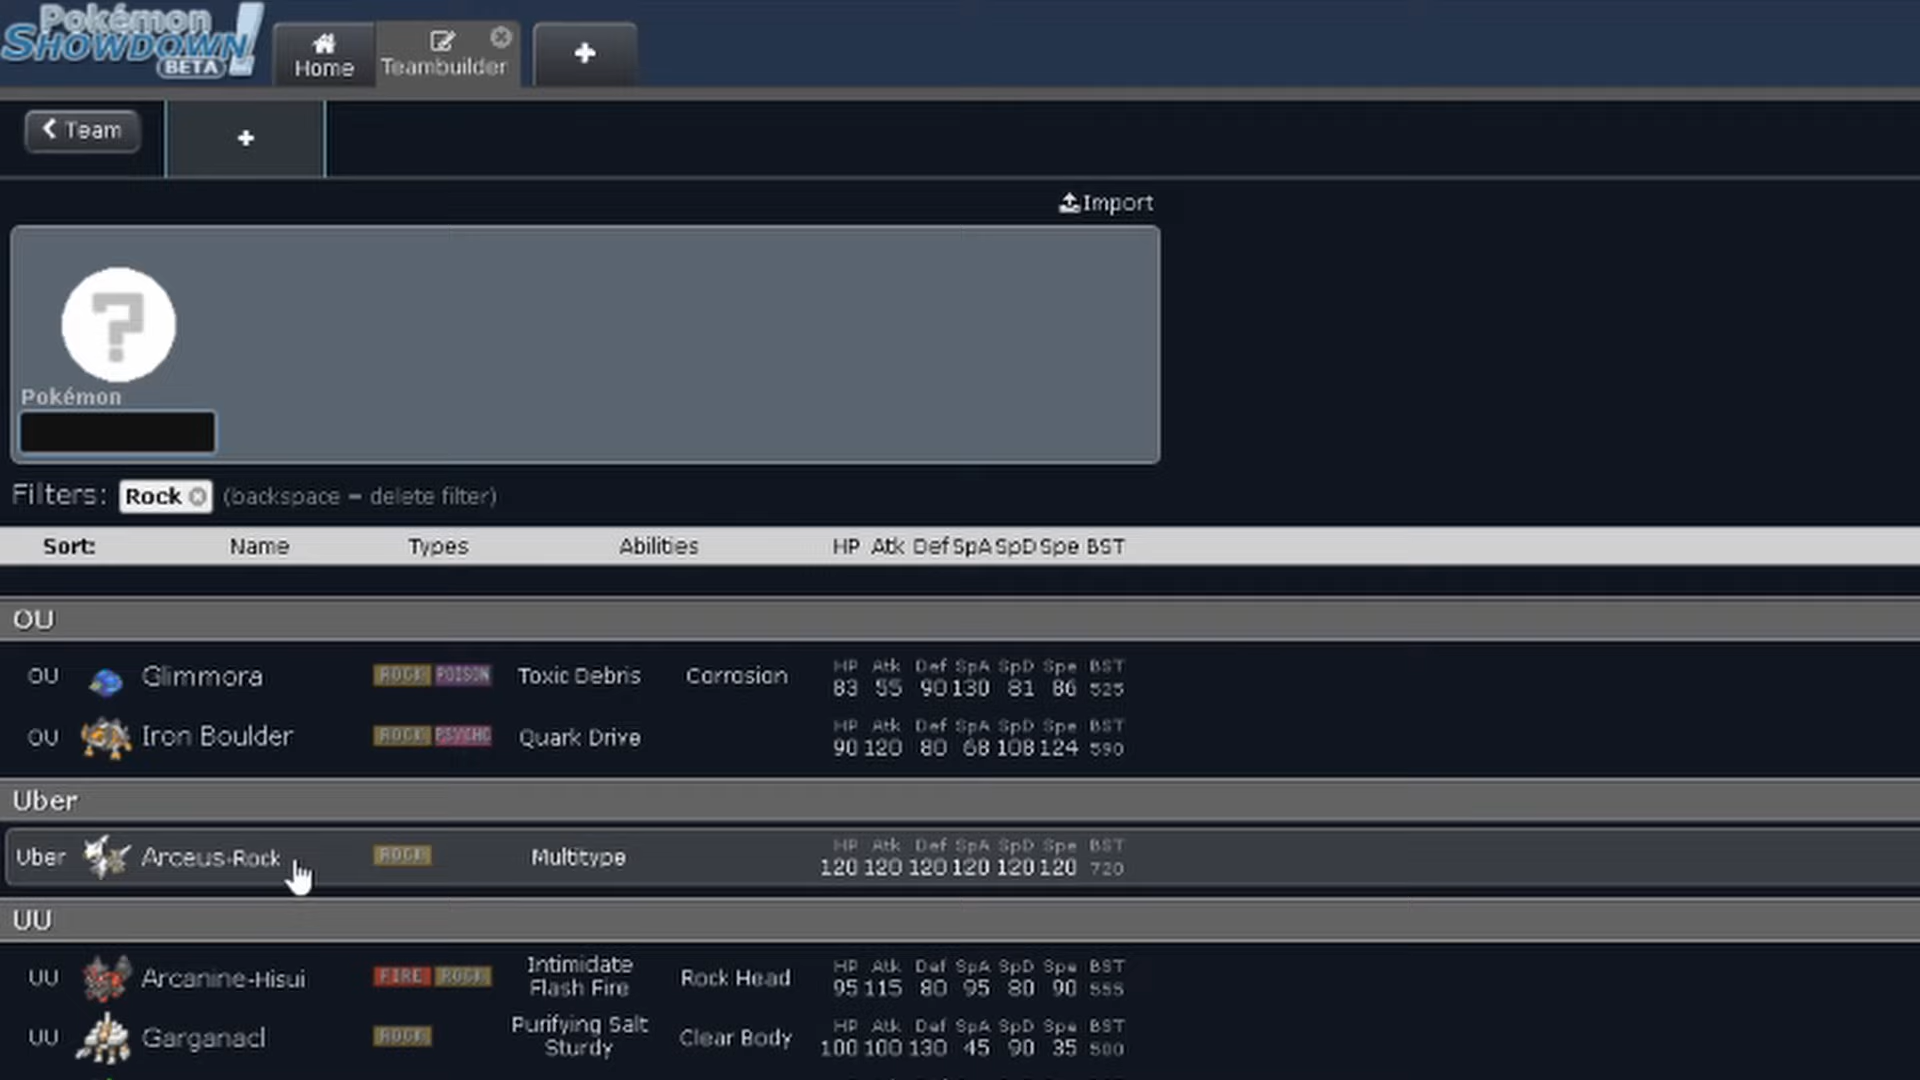 Pokémon
SHOWDOWN!
BETA
Home
Teambuilder
+
Team
+
Import
?
Pokémon
Filters: Rock (backspace = delete filter)
Sort: Name Types Abilities HP Atk Def SpA SpD Spe BST
OU
OU Glimmora ROCK POISON Toxic Debris Corrosion HP 83 Atk 55 Def 90 SpA 130 SpD 81 Spe 86 BST 525
OU Iron Boulder ROCK PSYCHC Quark Drive HP 90 Atk 120 Def 80 SpA 68 SpD 108 Spe 124 BST 590
Uber
Uber Arceus-Rock ROCK Multitype HP 120 Atk 120 Def 120 SpA 120 SpD 120 Spe 120 BST 720
UU
UU Arcanine-Hisui FIRE ROCK Intimidate Flash Fire Rock Head HP 95 Atk 115 Def 80 SpA 95 SpD 80 Spe 90 BST 555
UU Garganacl ROCK Purifying Salt Sturdy Clear Body HP 100 Atk 100 Def 130 SpA 45 SpD 90 Spe 35 BST 500